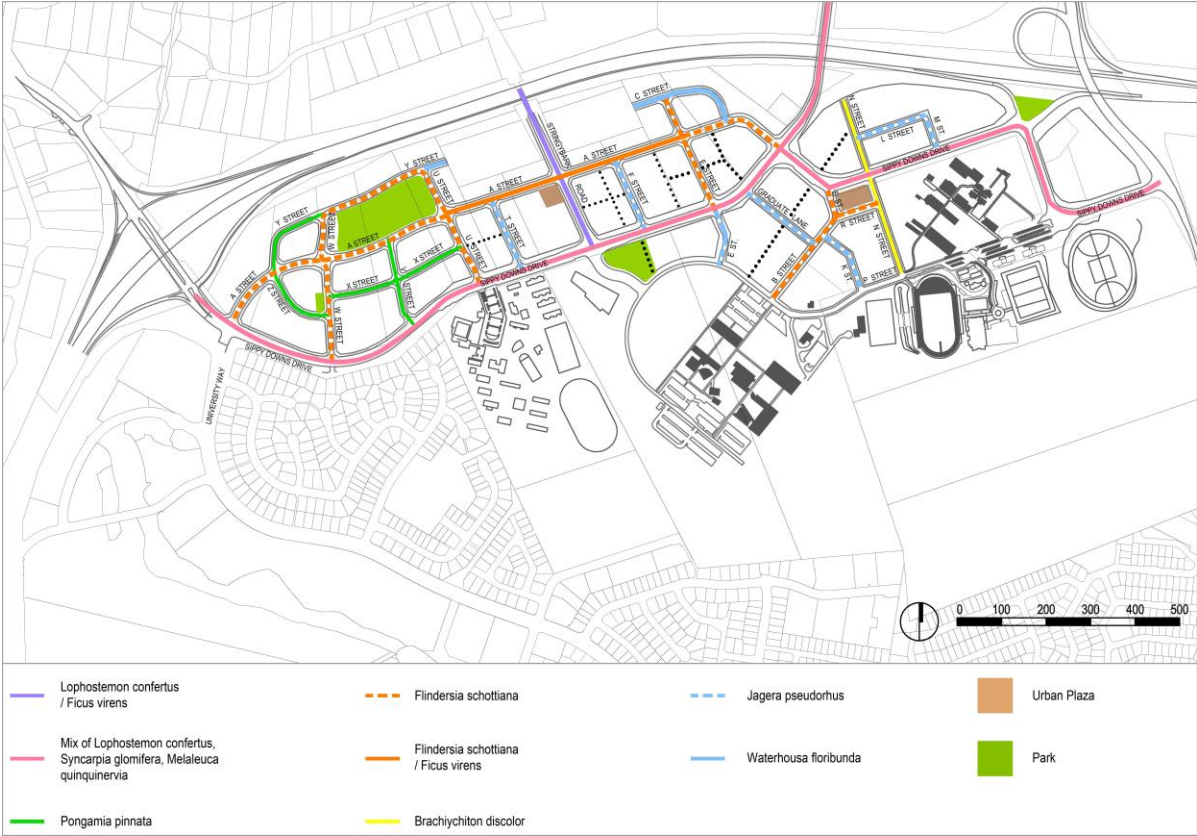 C STREET
N STREET
M ST.
L STREET
STRINGYBARK
ROAD
A STREET
SIPPY DOWNS DRIVE
Y STREET
U STREET
A STREET
F STREET
E STREET
GRADUATE LANE
B ST.
R STREET
N STREET
Y STREET
W STREET
A STREET
X STREET
T STREET
U STREET
SIPPY DOWNS DRIVE
SIPPY DOWNS DRIVE
E ST.
K ST.
P STREET
B STREET
A STREET
Z STREET
X STREET
W STREET
STREET
SIPPY DOWNS DRIVE
UNIVERSITY WAY
0 100 200 300 400 500
Lophostemon confertus
/ Ficus virens
Flindersia schottiana
Jagera pseudorhus
Urban Plaza
Mix of Lophostemon confertus,
Syncarpia glomifera, Melaleuca
quinquinervia
Flindersia schottiana
/ Ficus virens
Waterhousa floribunda
Park
Pongamia pinnata
Brachiychiton discolor